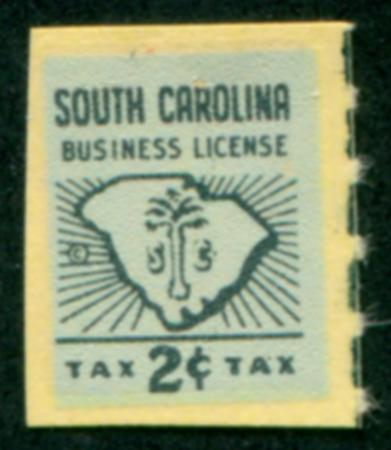 SOUTH CAROLINA
BUSINESS LICENSE
©
TAX 2¢ TAX